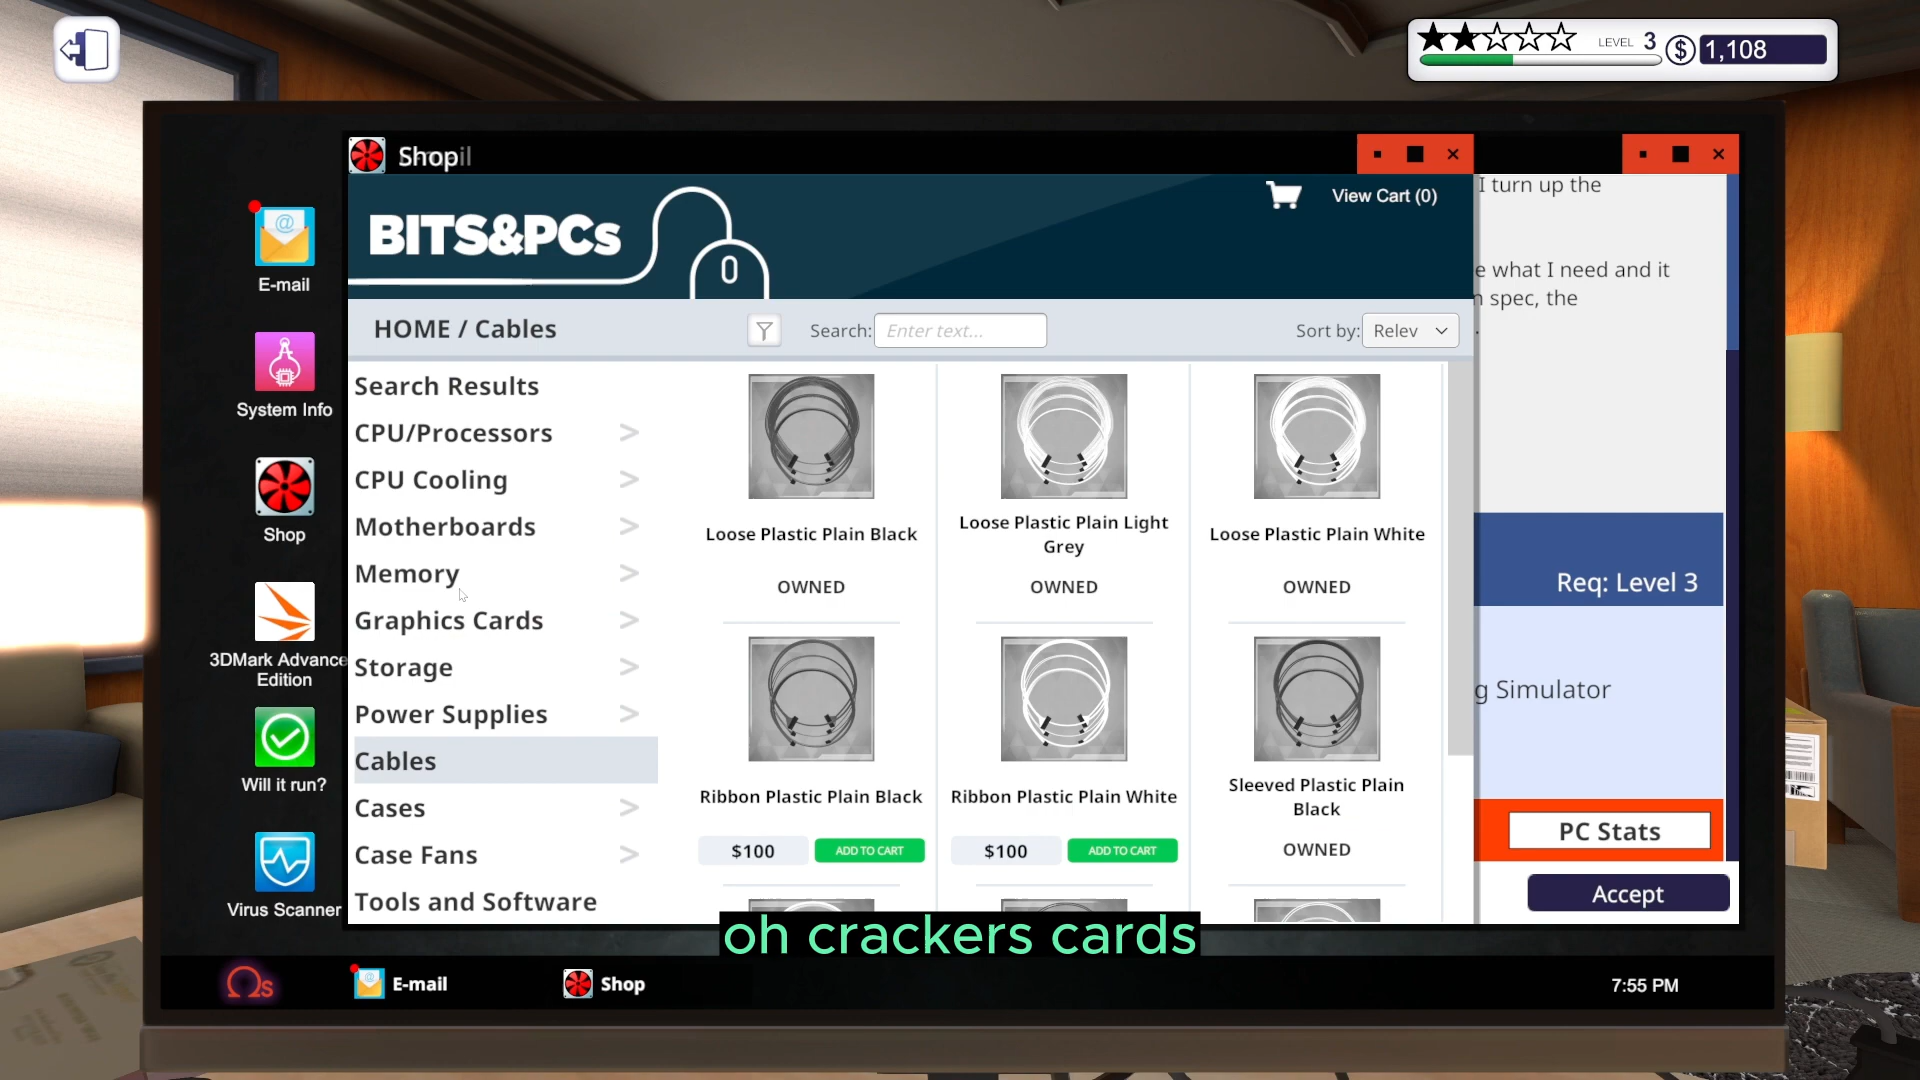 LEVEL 3
$ 1,108
Shop
BITS&PCs
View Cart (0)
I turn up the
e what I need and it
n spec, the
HOME / Cables
Search:
Enter text...
Sort by:
Relev
Search Results
CPU/Processors
CPU Cooling
Motherboards
Memory
Graphics Cards
Storage
Power Supplies
Cables
Cases
Case Fans
Tools and Software
Loose Plastic Plain Black
OWNED
Loose Plastic Plain Light
Grey
OWNED
Loose Plastic Plain White
OWNED
Ribbon Plastic Plain Black
$100
ADD TO CART
Ribbon Plastic Plain White
$100
ADD TO CART
Sleeved Plastic Plain
Black
OWNED
Req: Level 3
g Simulator
PC Stats
Accept
E-mail
System Info
Shop
3DMark Advance
Edition
Will it run?
Virus Scanner
oh crackers cards
Ωs
E-mail
Shop
7:55 PM